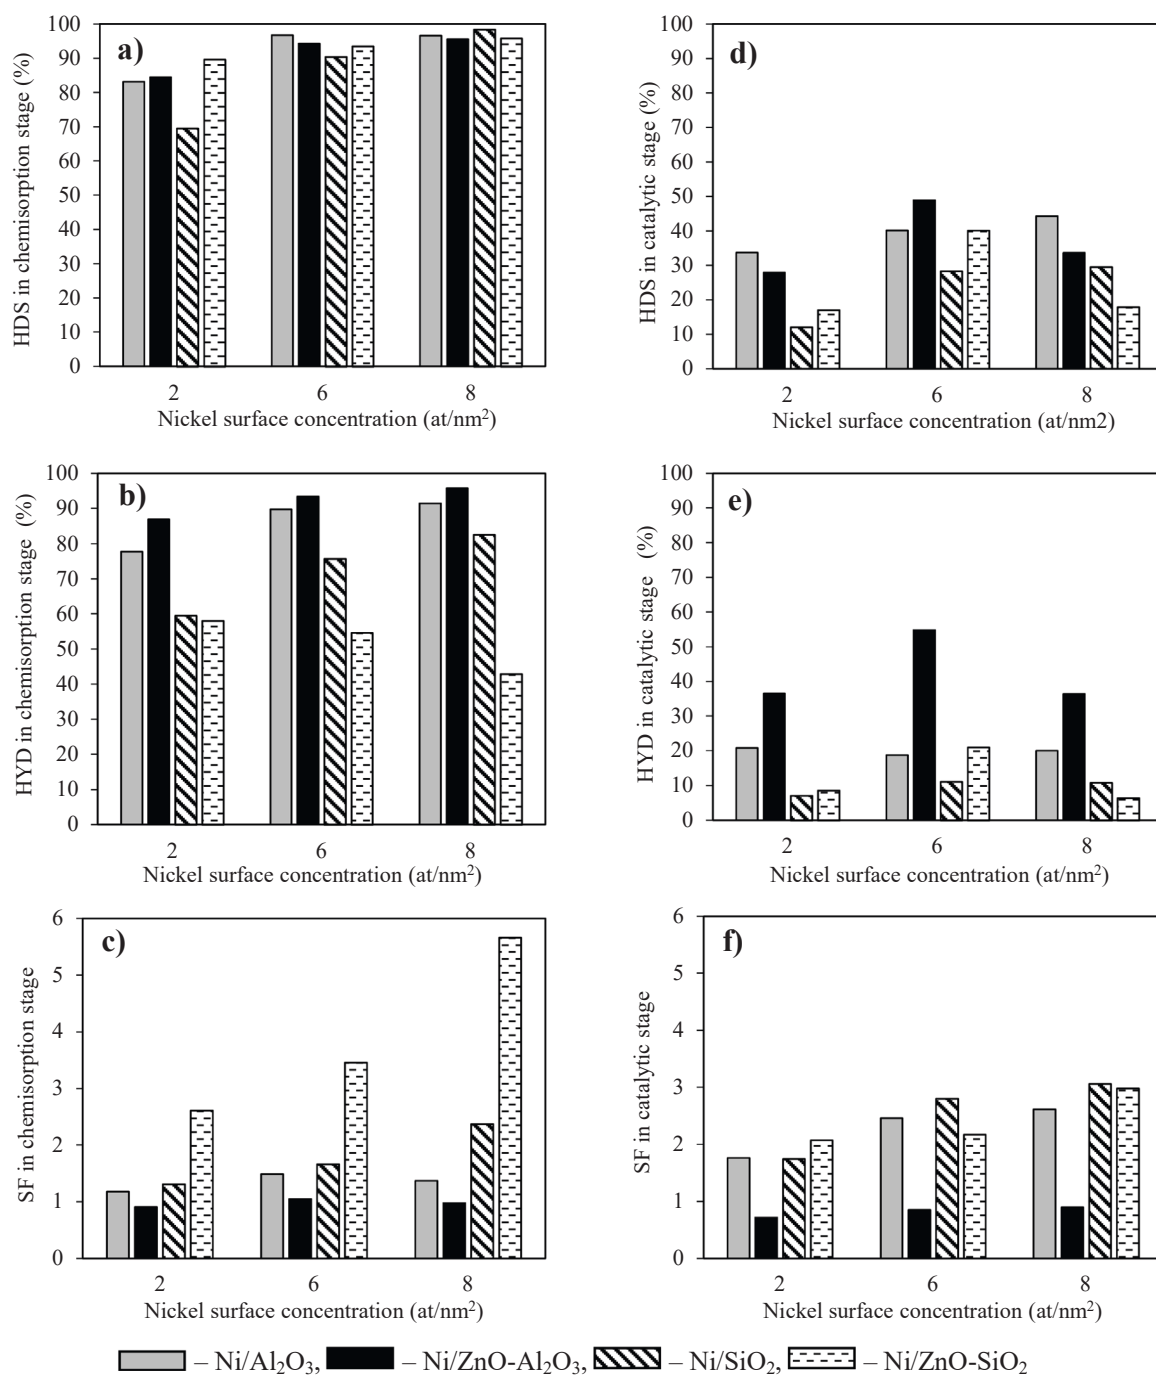 a)
HDS in chemisorption stage (%)
100
90
80
70
60
50
40
30
20
10
0
2 6 8
Nickel surface concentration (at/nm²)
d)
HDS in catalytic stage (%)
100
90
80
70
60
50
40
30
20
10
0
2 6 8
Nickel surface concentration (at/nm2)
b)
HYD in chemisorption stage (%)
100
90
80
70
60
50
40
30
20
10
0
2 6 8
Nickel surface concentration (at/nm²)
e)
HYD in catalytic stage (%)
100
90
80
70
60
50
40
30
20
10
0
2 6 8
Nickel surface concentration (at/nm²)
c)
SF in chemisorption stage
6
5
4
3
2
1
0
2 6 8
Nickel surface concentration (at/nm²)
f)
SF in catalytic stage
6
5
4
3
2
1
0
2 6 8
Nickel surface concentration (at/nm²)
– Ni/Al₂O₃, – Ni/ZnO-Al₂O₃, – Ni/SiO₂, – Ni/ZnO-SiO₂